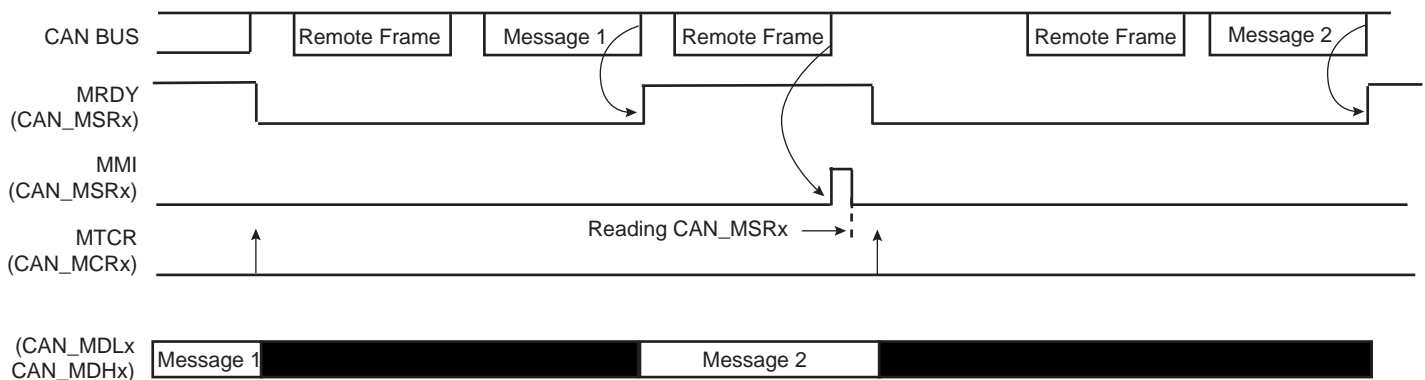 CAN BUS
Remote Frame
Message 1
Remote Frame
Remote Frame
Message 2
MRDY
(CAN_MSRx)
MMI
(CAN_MSRx)
Reading CAN_MSRx
MTCR
(CAN_MCRx)
(CAN_MDLx
CAN_MDHx)
Message 1
Message 2